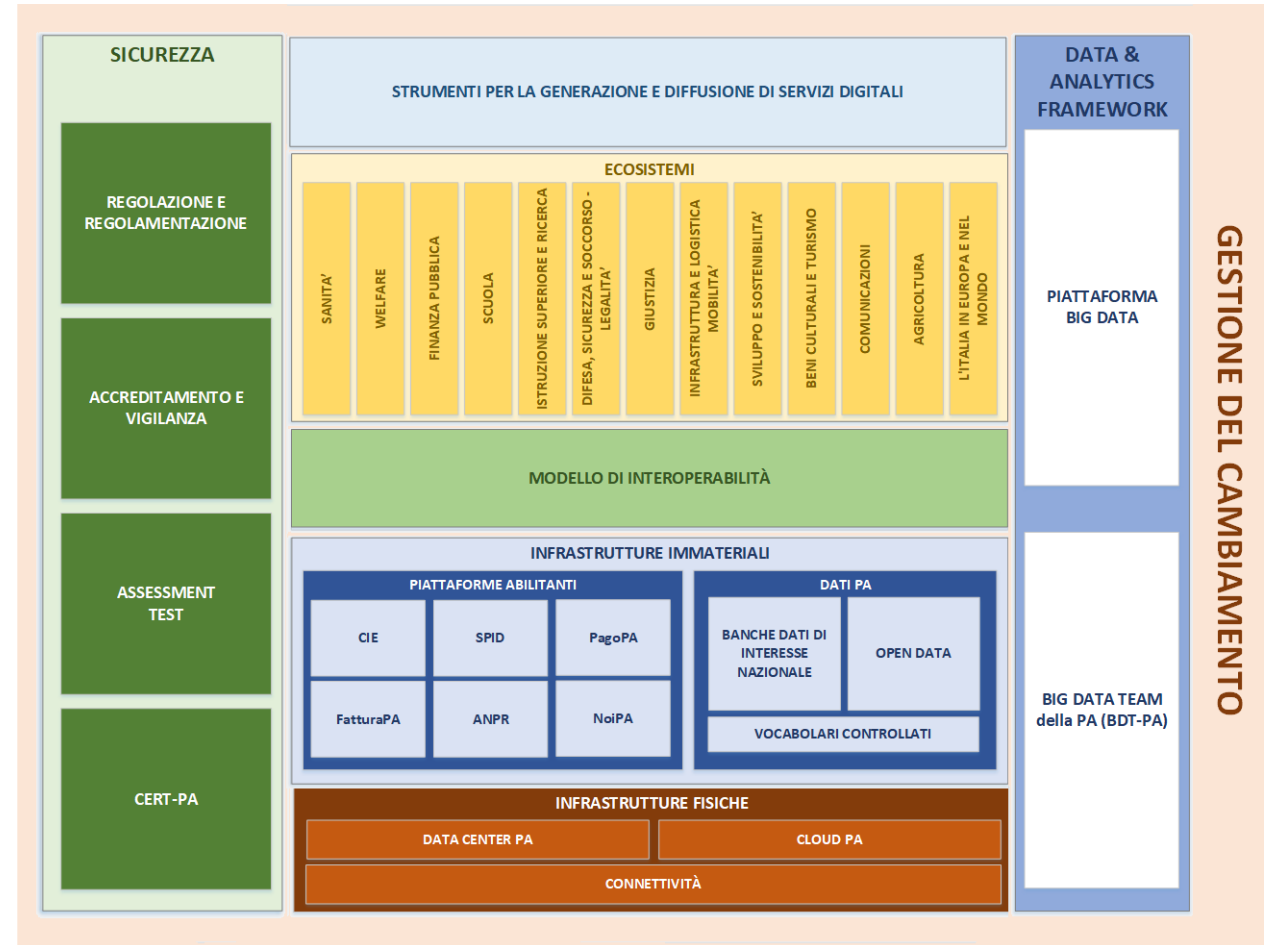 SICUREZZA
REGOLAZIONE E
REGOLAMENTAZIONE
ACCREDITAMENTO E
VIGILANZA
ASSESSMENT
TEST
CERT-PA
STRUMENTI PER LA GENERAZIONE E DIFFUSIONE DI SERVIZI DIGITALI
ECOSISTEMI
SANITA’
WELFARE
FINANZA PUBBLICA
SCUOLA
ISTRUZIONE SUPERIORE E RICERCA
DIFESA, SICUREZZA E SOCCORSO -
LEGALITA’
GIUSTIZIA
INFRASTRUTTURA E LOGISTICA
MOBILITA’
SVILUPPO E SOSTENIBILITA’
BENI CULTURALI E TURISMO
COMUNICAZIONI
AGRICOLTURA
L'ITALIA IN EUROPA E NEL
MONDO
MODELLO DI INTEROPERABILITÀ
INFRASTRUTTURE IMMATERIALI
PIATTAFORME ABILITANTI
CIE
SPID
PagoPA
FatturaPA
ANPR
NoiPA
DATI PA
BANCHE DATI DI
INTERESSE
NAZIONALE
OPEN DATA
VOCABOLARI CONTROLLATI
INFRASTRUTTURE FISICHE
DATA CENTER PA
CLOUD PA
CONNETTIVITÀ
DATA &
ANALYTICS
FRAMEWORK
PIATTAFORMA
BIG DATA
BIG DATA TEAM
della PA (BDT-PA)
GESTIONE DEL CAMBIAMENTO